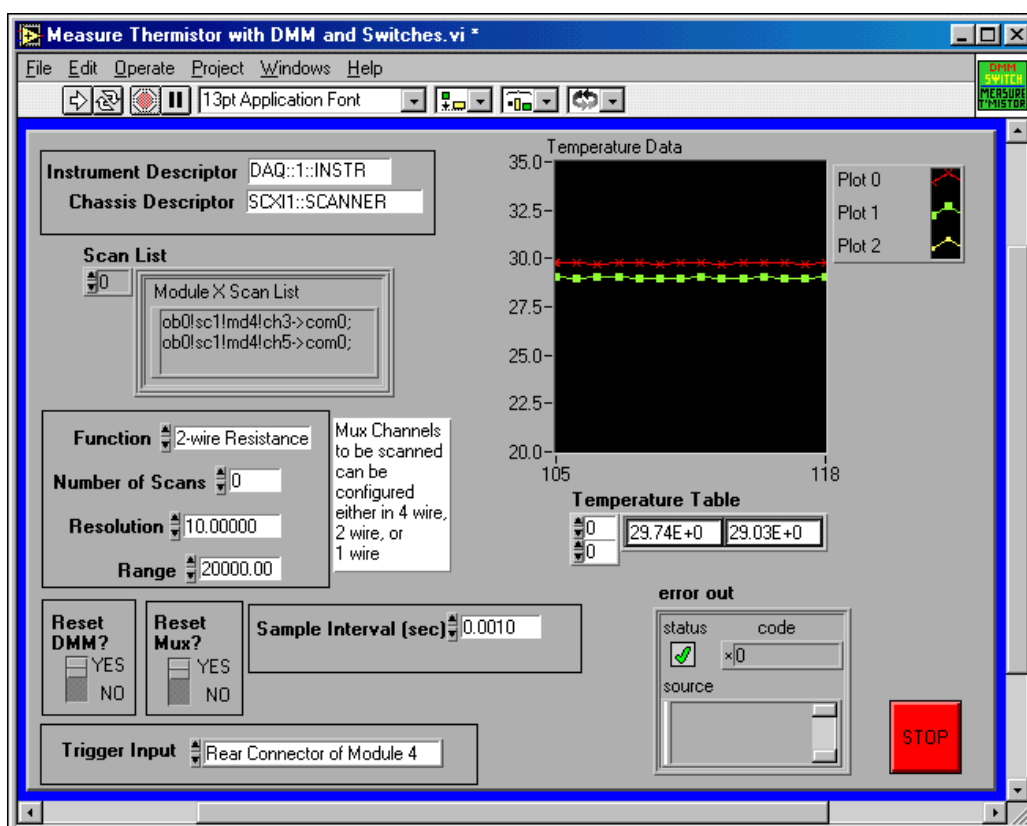 Measure Thermistor with DMM and Switches.vi *
File Edit Operate Project Windows Help
13pt Application Font
DMM
SWITCH
MEASURE
T'MISTOR
Instrument Descriptor DAQ::1::INSTR
Chassis Descriptor SCXI1::SCANNER
Scan List
0
Module X Scan List
ob0!sc1!md4!ch3->com0;
ob0!sc1!md4!ch5->com0;
Temperature Data
35.0
32.5
30.0
27.5
25.0
22.5
20.0
105 118
Plot 0
Plot 1
Plot 2
Function 2-wire Resistance
Number of Scans 0
Resolution 10.00000
Range 20000.00
Mux Channels
to be scanned
can be
configured
either in 4 wire,
2 wire, or
1 wire
Temperature Table
0
0
29.74E+0 29.03E+0
Reset
DMM?
YES
NO
Reset
Mux?
YES
NO
Sample Interval (sec) 0.0010
error out
status code
×0
source
Trigger Input Rear Connector of Module 4
STOP